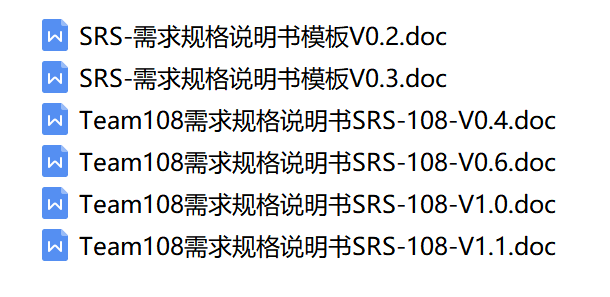 SRS-需求规格说明书模板V0.2.doc
SRS-需求规格说明书模板V0.3.doc
Team108需求规格说明书SRS-108-V0.4.doc
Team108需求规格说明书SRS-108-V0.6.doc
Team108需求规格说明书SRS-108-V1.0.doc
Team108需求规格说明书SRS-108-V1.1.doc